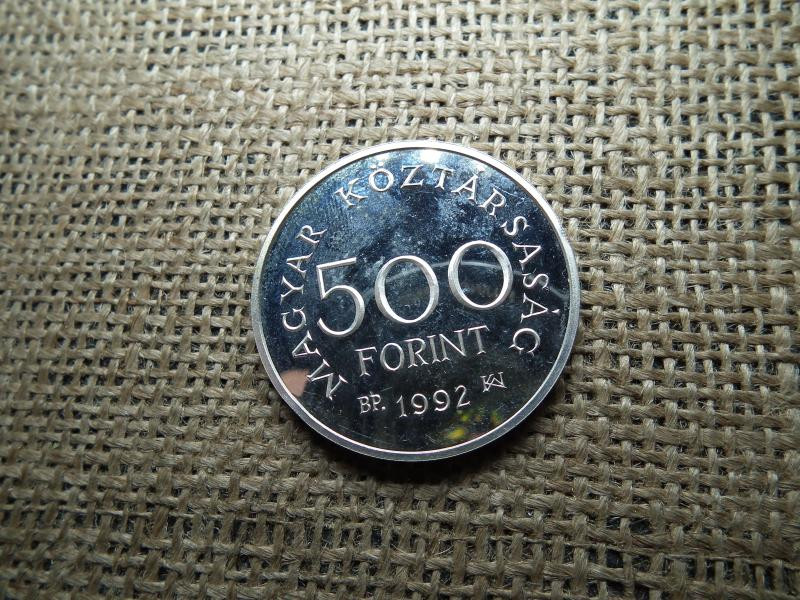 MAGYAR KÖZTÁRSASÁG
500
FORINT
BP. 1992